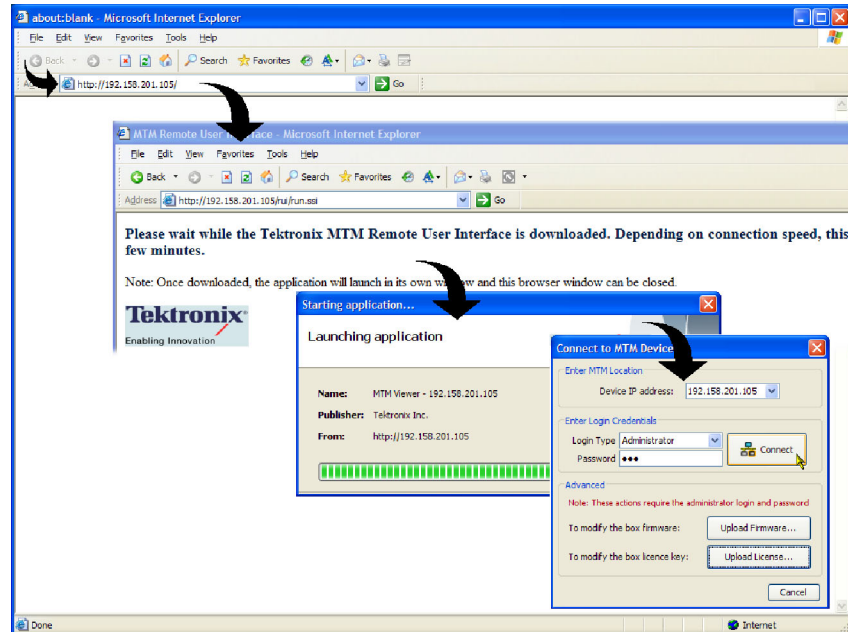 about:blank - Microsoft Internet Explorer
File Edit View Favorites Tools Help
Back Search Favorites
http://192.158.201.105/ Go
MTM Remote User Interface - Microsoft Internet Explorer
File Edit View Favorites Tools Help
Back Search Favorites
Address http://192.158.201.105/rui/run.ssi Go
Please wait while the Tektronix MTM Remote User Interface is downloaded. Depending on connection speed, this
few minutes.
Note: Once downloaded, the application will launch in its own window and this browser window can be closed.
Tektronix
Enabling Innovation
Starting application...
Launching application
Name: MTM Viewer - 192.158.201.105
Publisher: Tektronix Inc.
From: http://192.158.201.105
Connect to MTM Device
Enter MTM Location
Device IP address: 192.158.201.105
Enter Login Credentials
Login Type Administrator
Password ●●●
Connect
Advanced
Note: These actions require the administrator login and password
To modify the box firmware: Upload Firmware...
To modify the box licence key: Upload License...
Cancel
Done Internet